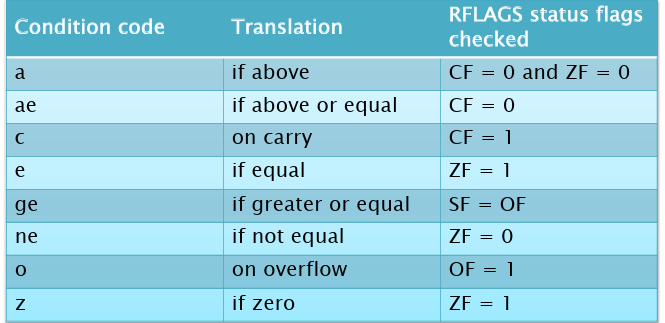 Condition code Translation RFLAGS status flags checked
a if above CF = 0 and ZF = 0
ae if above or equal CF = 0
c on carry CF = 1
e if equal ZF = 1
ge if greater or equal SF = OF
ne if not equal ZF = 0
o on overflow OF = 1
z if zero ZF = 1